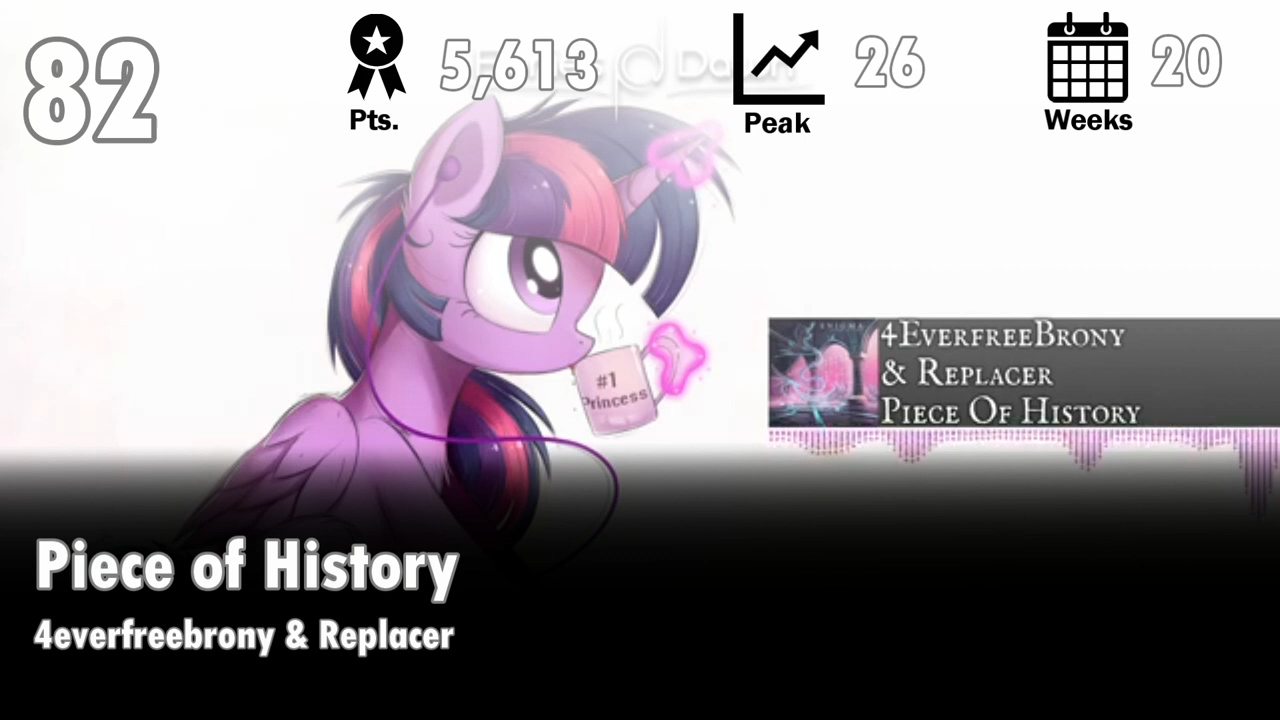 82
Pts.
5,613
Peak
26
Weeks
20
#1
Princess
ENIGMA
4EverfreeBrony
& Replacer
Piece Of History
Piece of History
4everfreebrony & Replacer